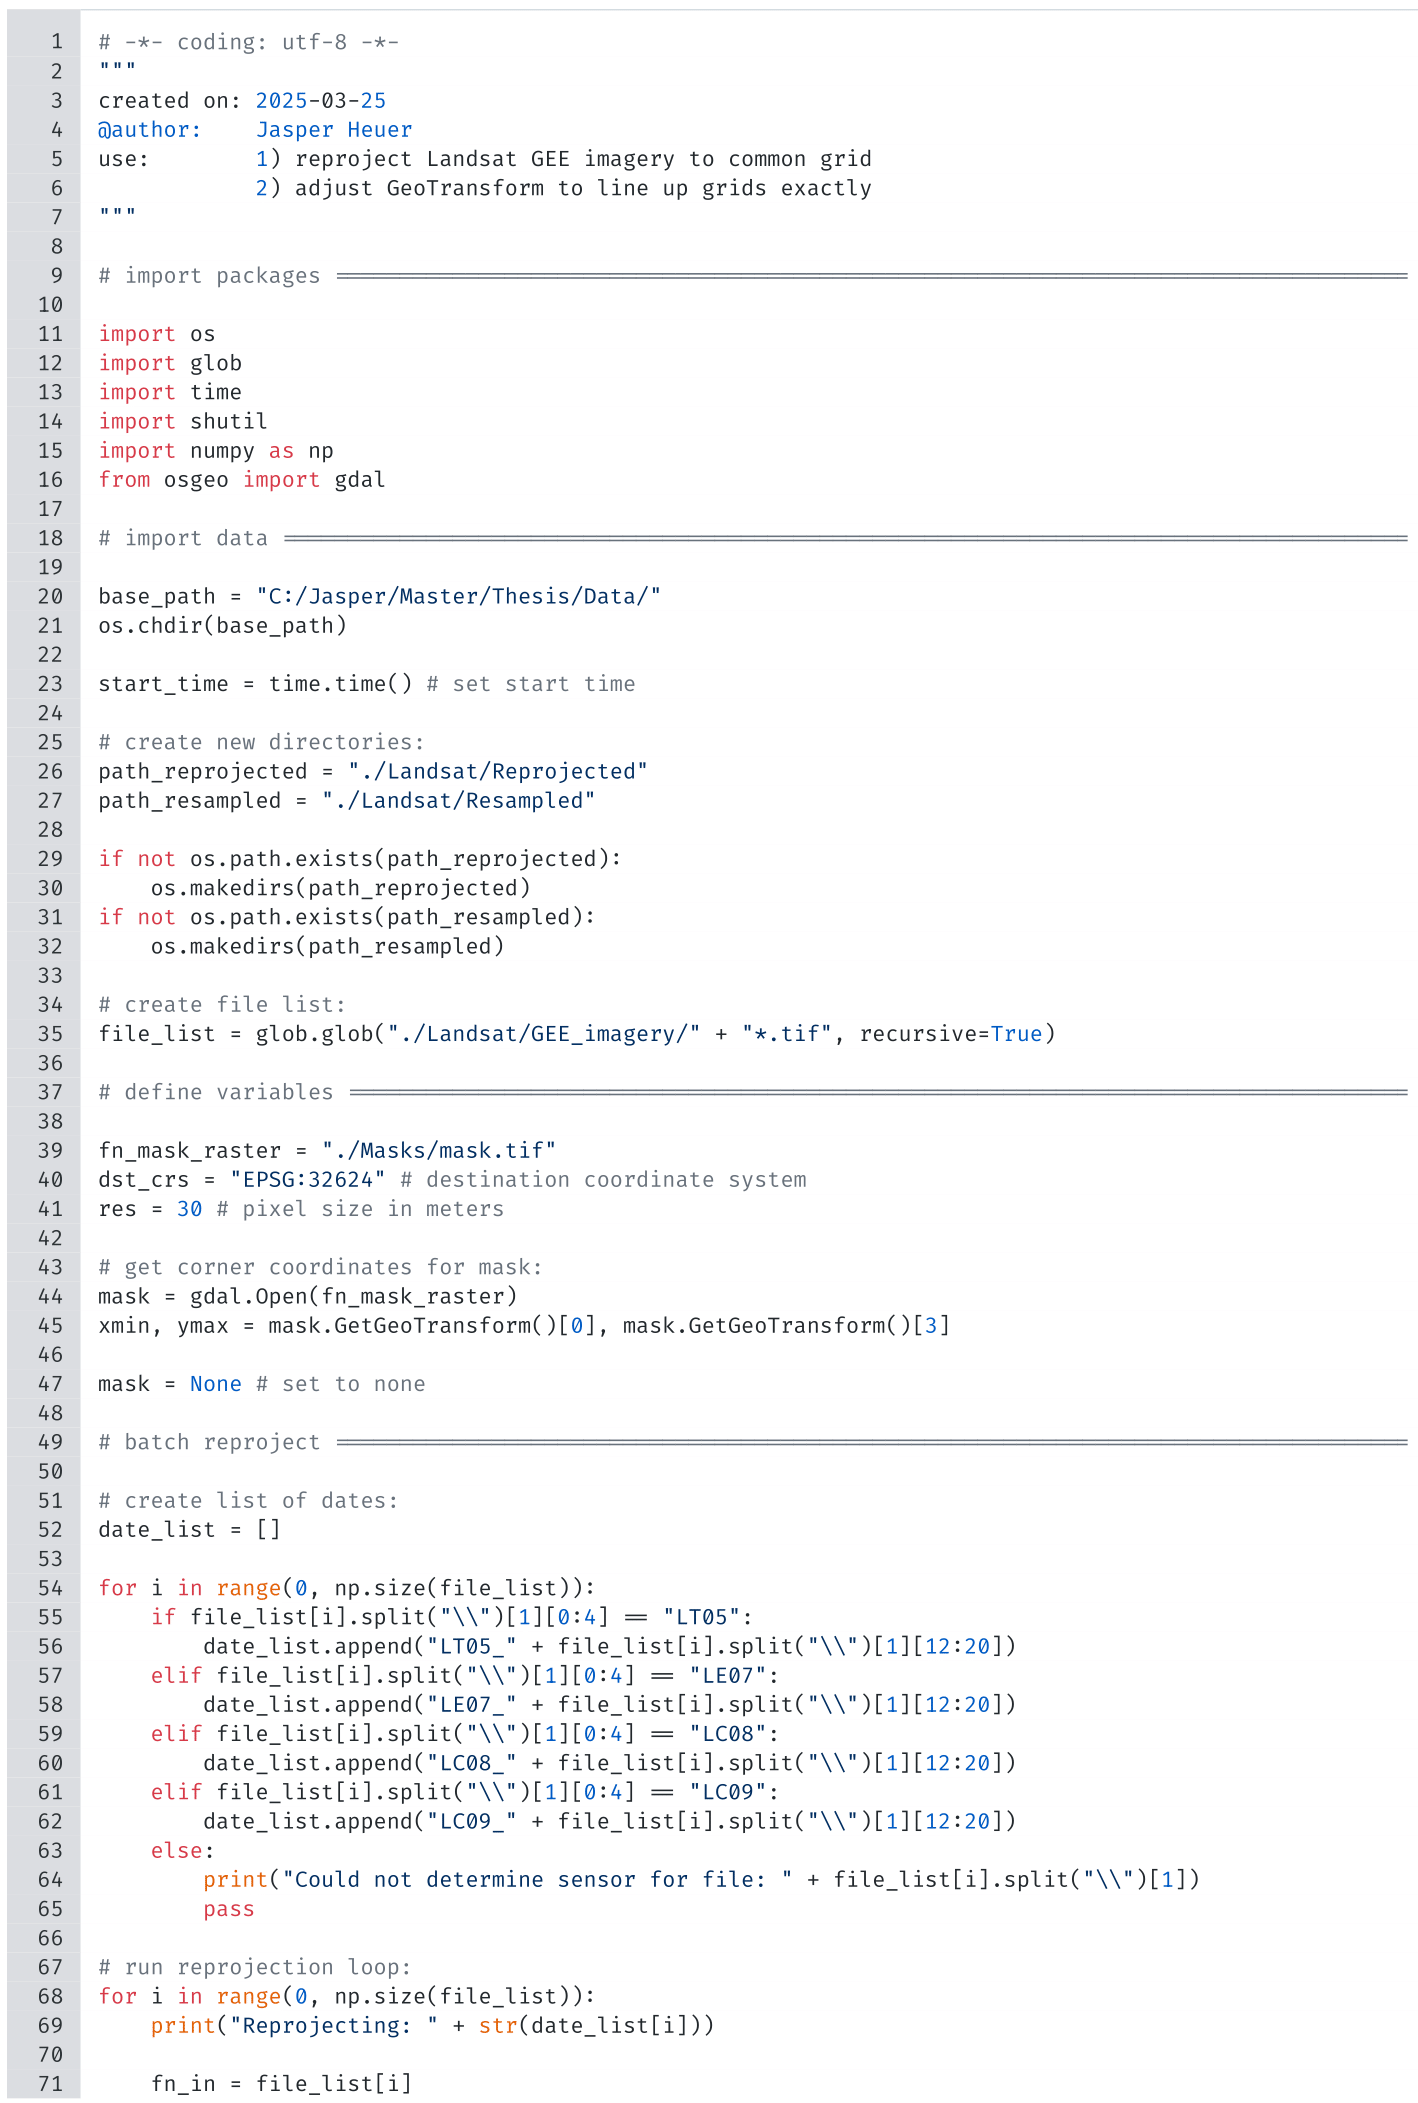 1 # -*- coding: utf-8 -*-
2 """
3 created on: 2025-03-25
4 @author:    Jasper Heuer
5 use:        1) reproject Landsat GEE imagery to common grid
6             2) adjust GeoTransform to line up grids exactly
7 """
8
9 # import packages ==================================================================================
10
11 import os
12 import glob
13 import time
14 import shutil
15 import numpy as np
16 from osgeo import gdal
17
18 # import data ======================================================================================
19
20 base_path = "C:/Jasper/Master/Thesis/Data/"
21 os.chdir(base_path)
22
23 start_time = time.time() # set start time
24
25 # create new directories:
26 path_reprojected = "./Landsat/Reprojected"
27 path_resampled = "./Landsat/Resampled"
28
29 if not os.path.exists(path_reprojected):
30     os.makedirs(path_reprojected)
31 if not os.path.exists(path_resampled):
32     os.makedirs(path_resampled)
33
34 # create file list:
35 file_list = glob.glob("./Landsat/GEE_imagery/" + "*.tif", recursive=True)
36
37 # define variables =================================================================================
38
39 fn_mask_raster = "./Masks/mask.tif"
40 dst_crs = "EPSG:32624" # destination coordinate system
41 res = 30 # pixel size in meters
42
43 # get corner coordinates for mask:
44 mask = gdal.Open(fn_mask_raster)
45 xmin, ymax = mask.GetGeoTransform()[0], mask.GetGeoTransform()[3]
46
47 mask = None # set to none
48
49 # batch reproject ==================================================================================
50
51 # create list of dates:
52 date_list = []
53
54 for i in range(0, np.size(file_list)):
55     if file_list[i].split("\\")[1][0:4] == "LT05":
56         date_list.append("LT05_" + file_list[i].split("\\")[1][12:20])
57     elif file_list[i].split("\\")[1][0:4] == "LE07":
58         date_list.append("LE07_" + file_list[i].split("\\")[1][12:20])
59     elif file_list[i].split("\\")[1][0:4] == "LC08":
60         date_list.append("LC08_" + file_list[i].split("\\")[1][12:20])
61     elif file_list[i].split("\\")[1][0:4] == "LC09":
62         date_list.append("LC09_" + file_list[i].split("\\")[1][12:20])
63     else:
64         print("Could not determine sensor for file: " + file_list[i].split("\\")[1])
65         pass
66
67 # run reprojection loop:
68 for i in range(0, np.size(file_list)):
69     print("Reprojecting: " + str(date_list[i]))
70
71     fn_in = file_list[i]